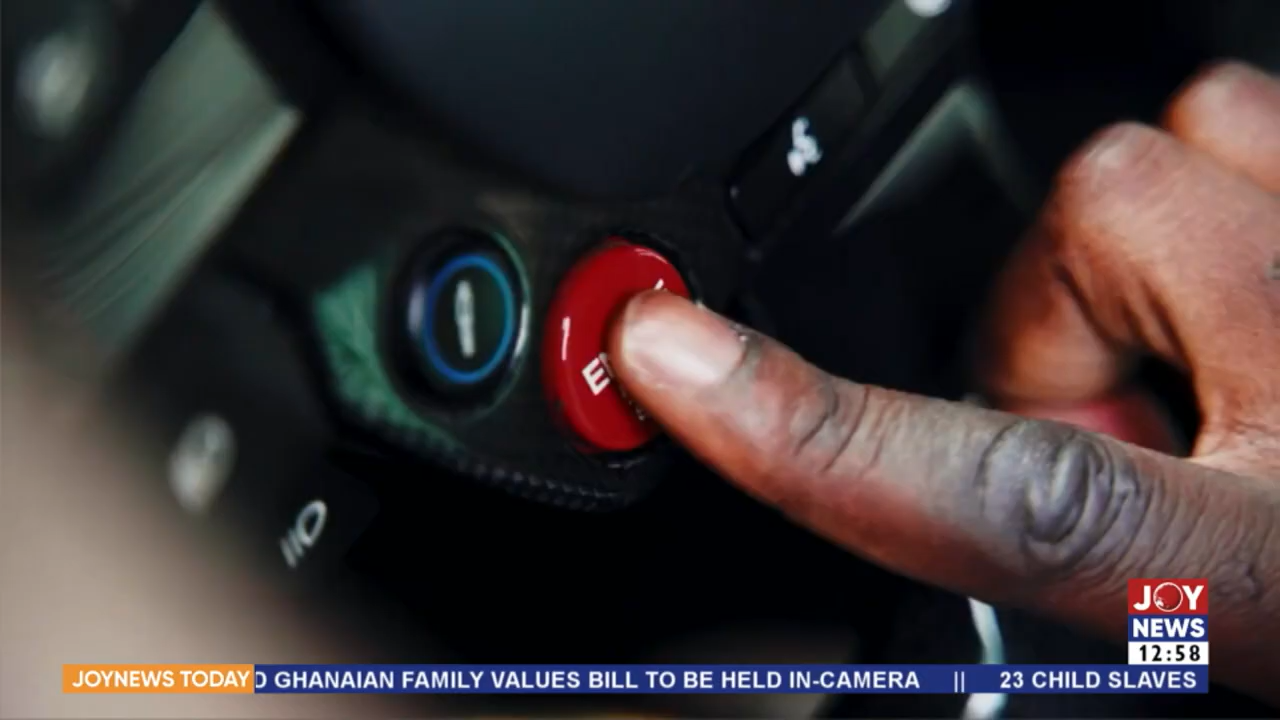 JOY
NEWS
12:58
JOYNEWS TODAY
GHANAIAN FAMILY VALUES BILL TO BE HELD IN-CAMERA || 23 CHILD SLAVES